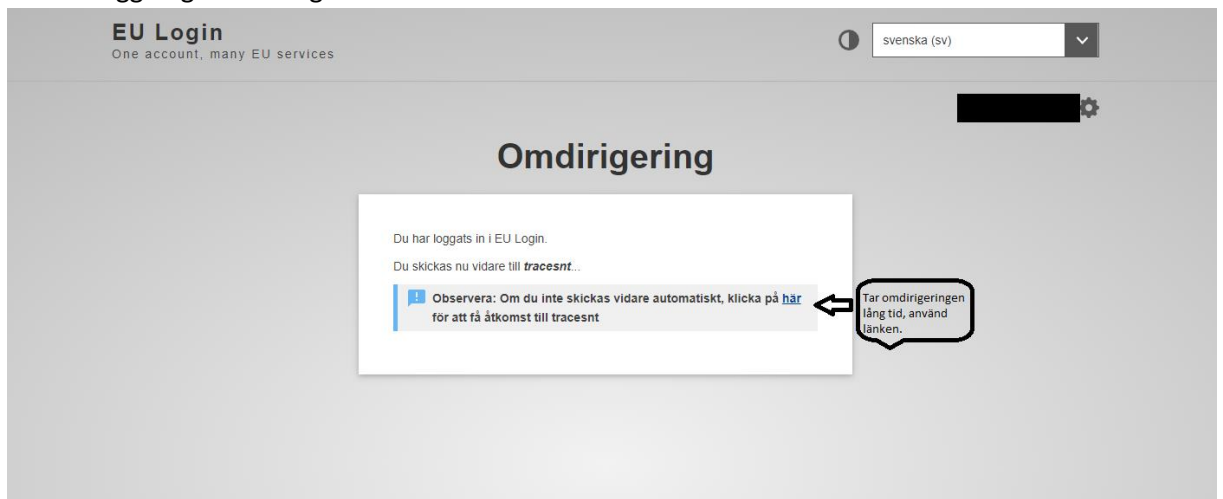 EU Login
One account, many EU services
svenska (sv)
Omdirigering
Du har loggats in i EU Login.
Du skickas nu vidare till tracesnt...
Observera: Om du inte skickas vidare automatiskt, klicka på här
för att få åtkomst till tracesnt
Tar omdirigeringen
lång tid, använd
länken.